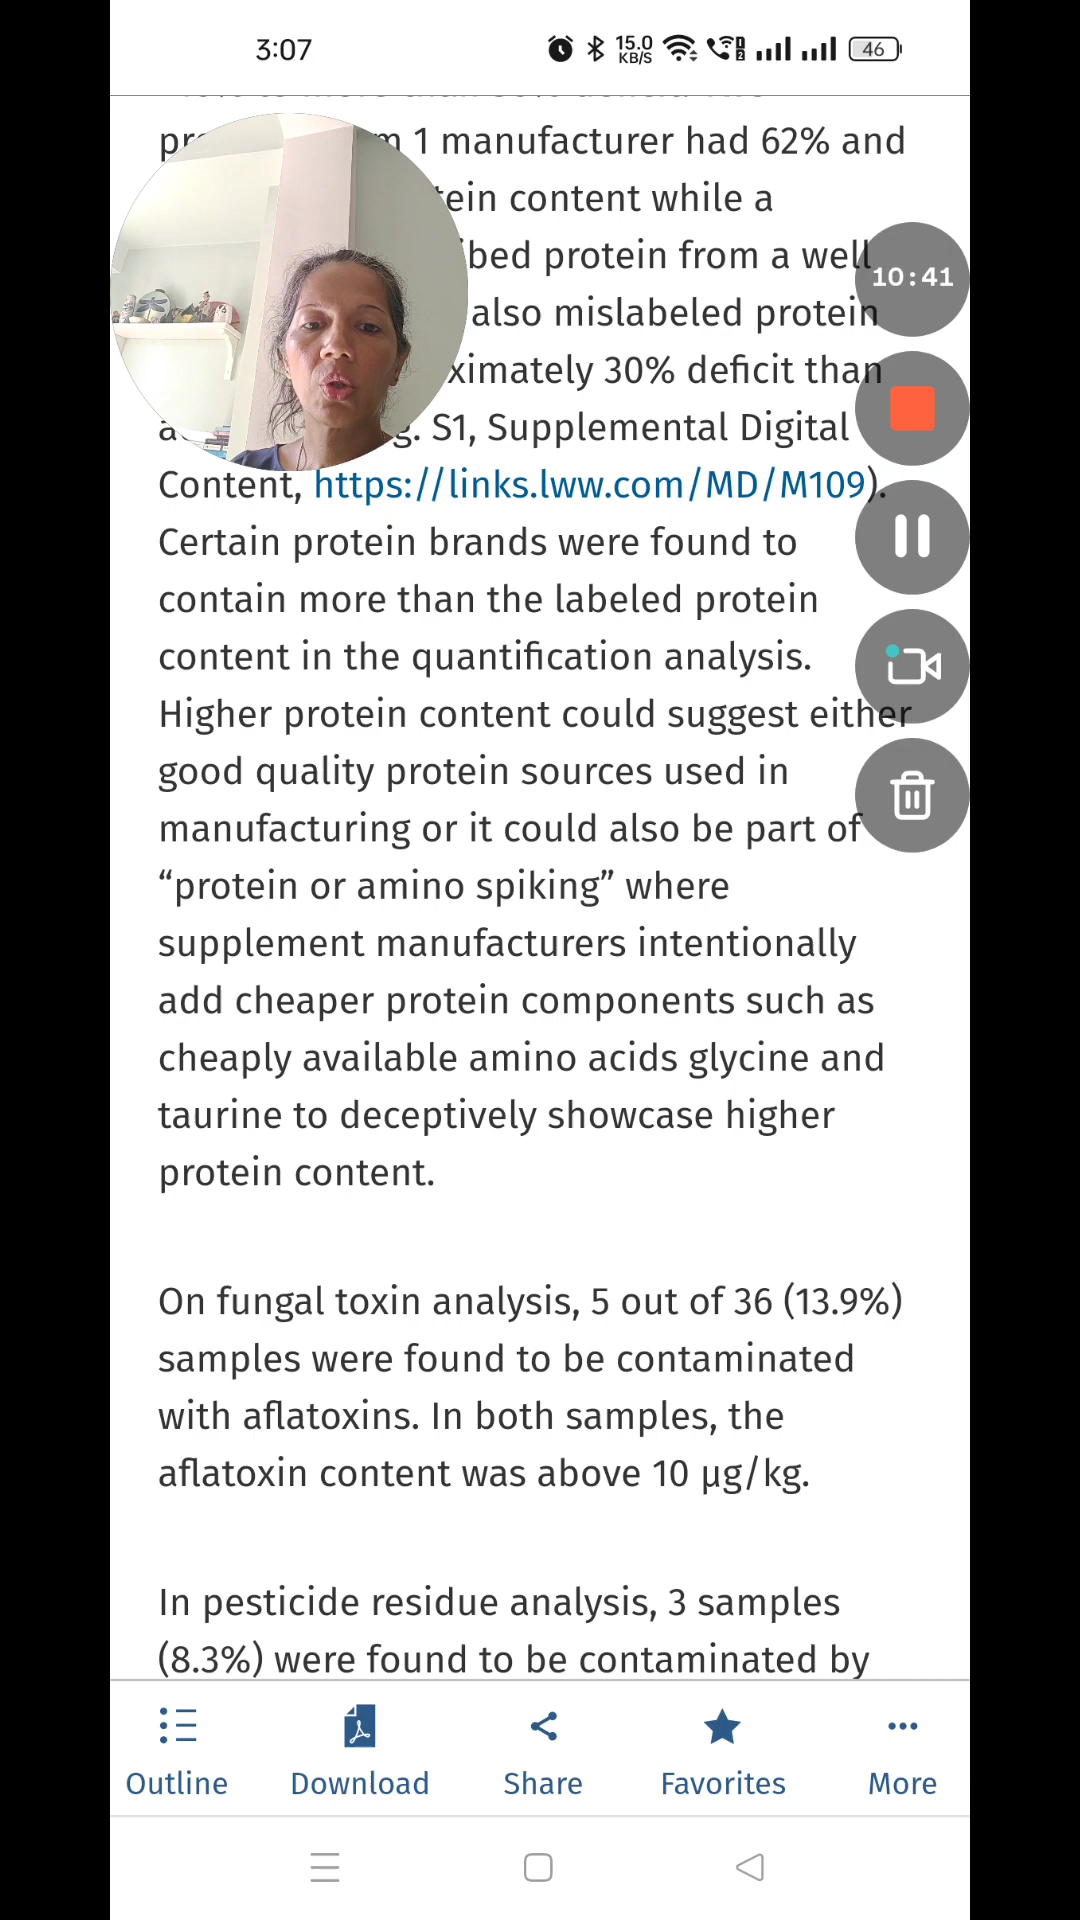 3:07
15.0
KB/S
46
1 manufacturer had 62% and
content while a
protein from a well
also mislabeled protein
30% deficit than
S1, Supplemental Digital
Content, https://links.lww.com/MD/M109).
Certain protein brands were found to
contain more than the labeled protein
content in the quantification analysis.
Higher protein content could suggest either
good quality protein sources used in
manufacturing or it could also be part of
“protein or amino spiking” where
supplement manufacturers intentionally
add cheaper protein components such as
cheaply available amino acids glycine and
taurine to deceptively showcase higher
protein content.
On fungal toxin analysis, 5 out of 36 (13.9%)
samples were found to be contaminated
with aflatoxins. In both samples, the
aflatoxin content was above 10 µg/kg.
In pesticide residue analysis, 3 samples
(8.3%) were found to be contaminated by
10:41
Outline
Download
Share
Favorites
More